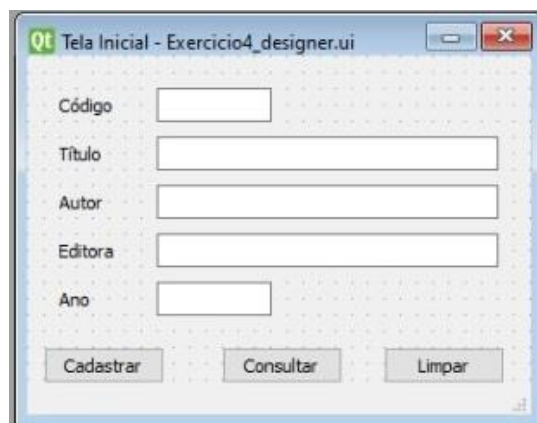 Qt Tela Inicial - Exercicio4_designer.ui
Código
Título
Autor
Editora
Ano
Cadastrar Consultar Limpar